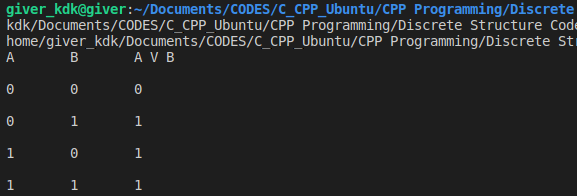 giver_kdk@giver:~/Documents/CODES/C_CPP_Ubuntu/CPP Programming/Discrete
kdk/Documents/CODES/C_CPP_Ubuntu/CPP Programming/Discrete Structure Code
home/giver_kdk/Documents/CODES/C_CPP_Ubuntu/CPP Programming/Discrete Str
A B A V B
0 0 0
0 1 1
1 0 1
1 1 1